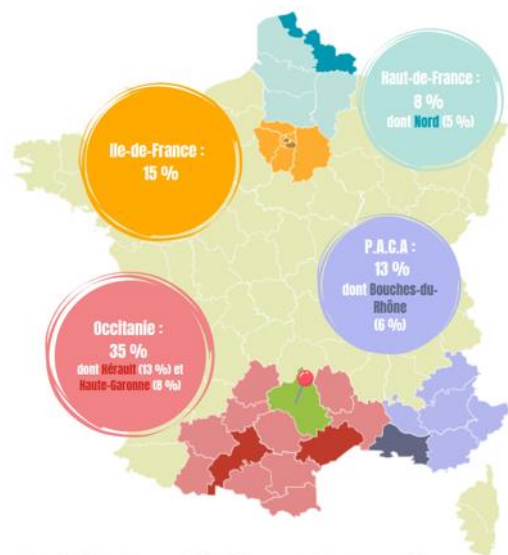 Haut-de-France :
8 %
dont Nord (5 %)
Ile-de-France :
15 %
P.A.C.A :
13 %
dont Bouches-du-
Rhône
(6 %)
Occitanie :
35 %
dont Hérault (13 %) et
Haute-Garonne (8 %)